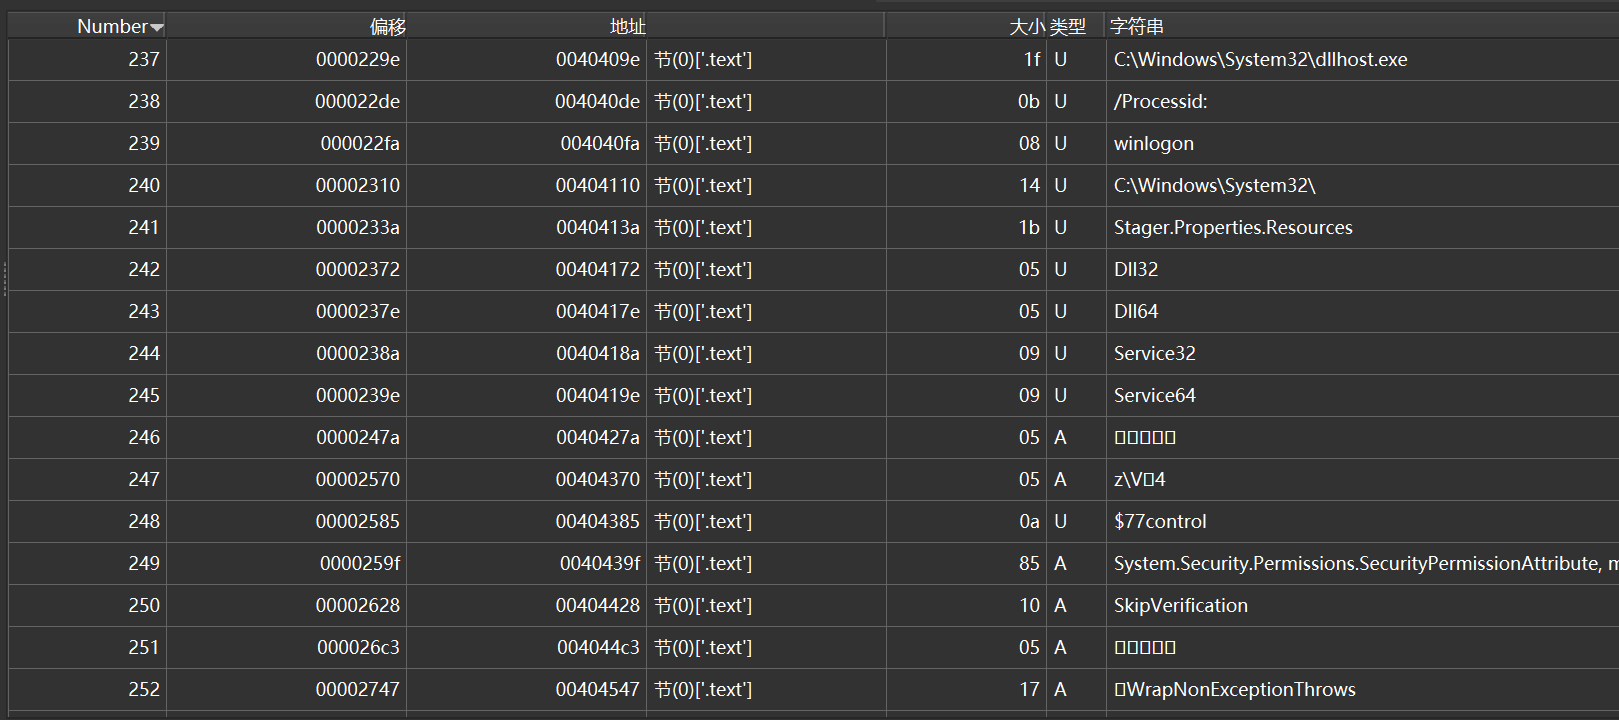 Number 偏移 地址 大小 类型 字符串
237 0000229e 0040409e 节(0)['.text'] 1f U C:\Windows\System32\dllhost.exe
238 000022de 004040de 节(0)['.text'] 0b U /Processid:
239 000022fa 004040fa 节(0)['.text'] 08 U winlogon
240 00002310 00404110 节(0)['.text'] 14 U C:\Windows\System32\
241 0000233a 0040413a 节(0)['.text'] 1b U Stager.Properties.Resources
242 00002372 00404172 节(0)['.text'] 05 U Dll32
243 0000237e 0040417e 节(0)['.text'] 05 U Dll64
244 0000238a 0040418a 节(0)['.text'] 09 U Service32
245 0000239e 0040419e 节(0)['.text'] 09 U Service64
246 0000247a 0040427a 节(0)['.text'] 05 A ▯▯▯▯▯
247 00002570 00404370 节(0)['.text'] 05 A z\V▯4
248 00002585 00404385 节(0)['.text'] 0a U $77control
249 0000259f 0040439f 节(0)['.text'] 85 A System.Security.Permissions.SecurityPermissionAttribute, m
250 00002628 00404428 节(0)['.text'] 10 A SkipVerification
251 000026c3 004044c3 节(0)['.text'] 05 A ▯▯▯▯▯
252 00002747 00404547 节(0)['.text'] 17 A ▯WrapNonExceptionThrows